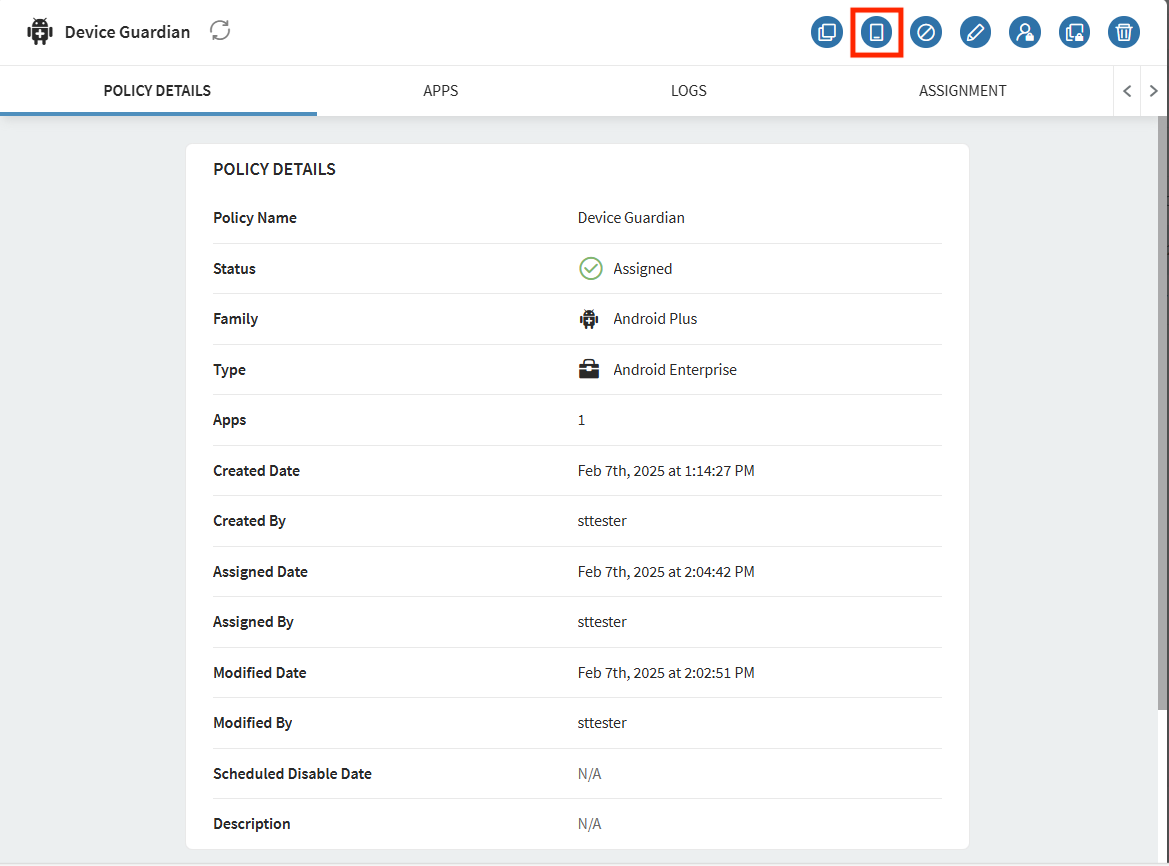 Device Guardian
POLICY DETAILS APPS LOGS ASSIGNMENT
POLICY DETAILS
Policy Name Device Guardian
Status Assigned
Family Android Plus
Type Android Enterprise
Apps 1
Created Date Feb 7th, 2025 at 1:14:27 PM
Created By sttester
Assigned Date Feb 7th, 2025 at 2:04:42 PM
Assigned By sttester
Modified Date Feb 7th, 2025 at 2:02:51 PM
Modified By sttester
Scheduled Disable Date N/A
Description N/A